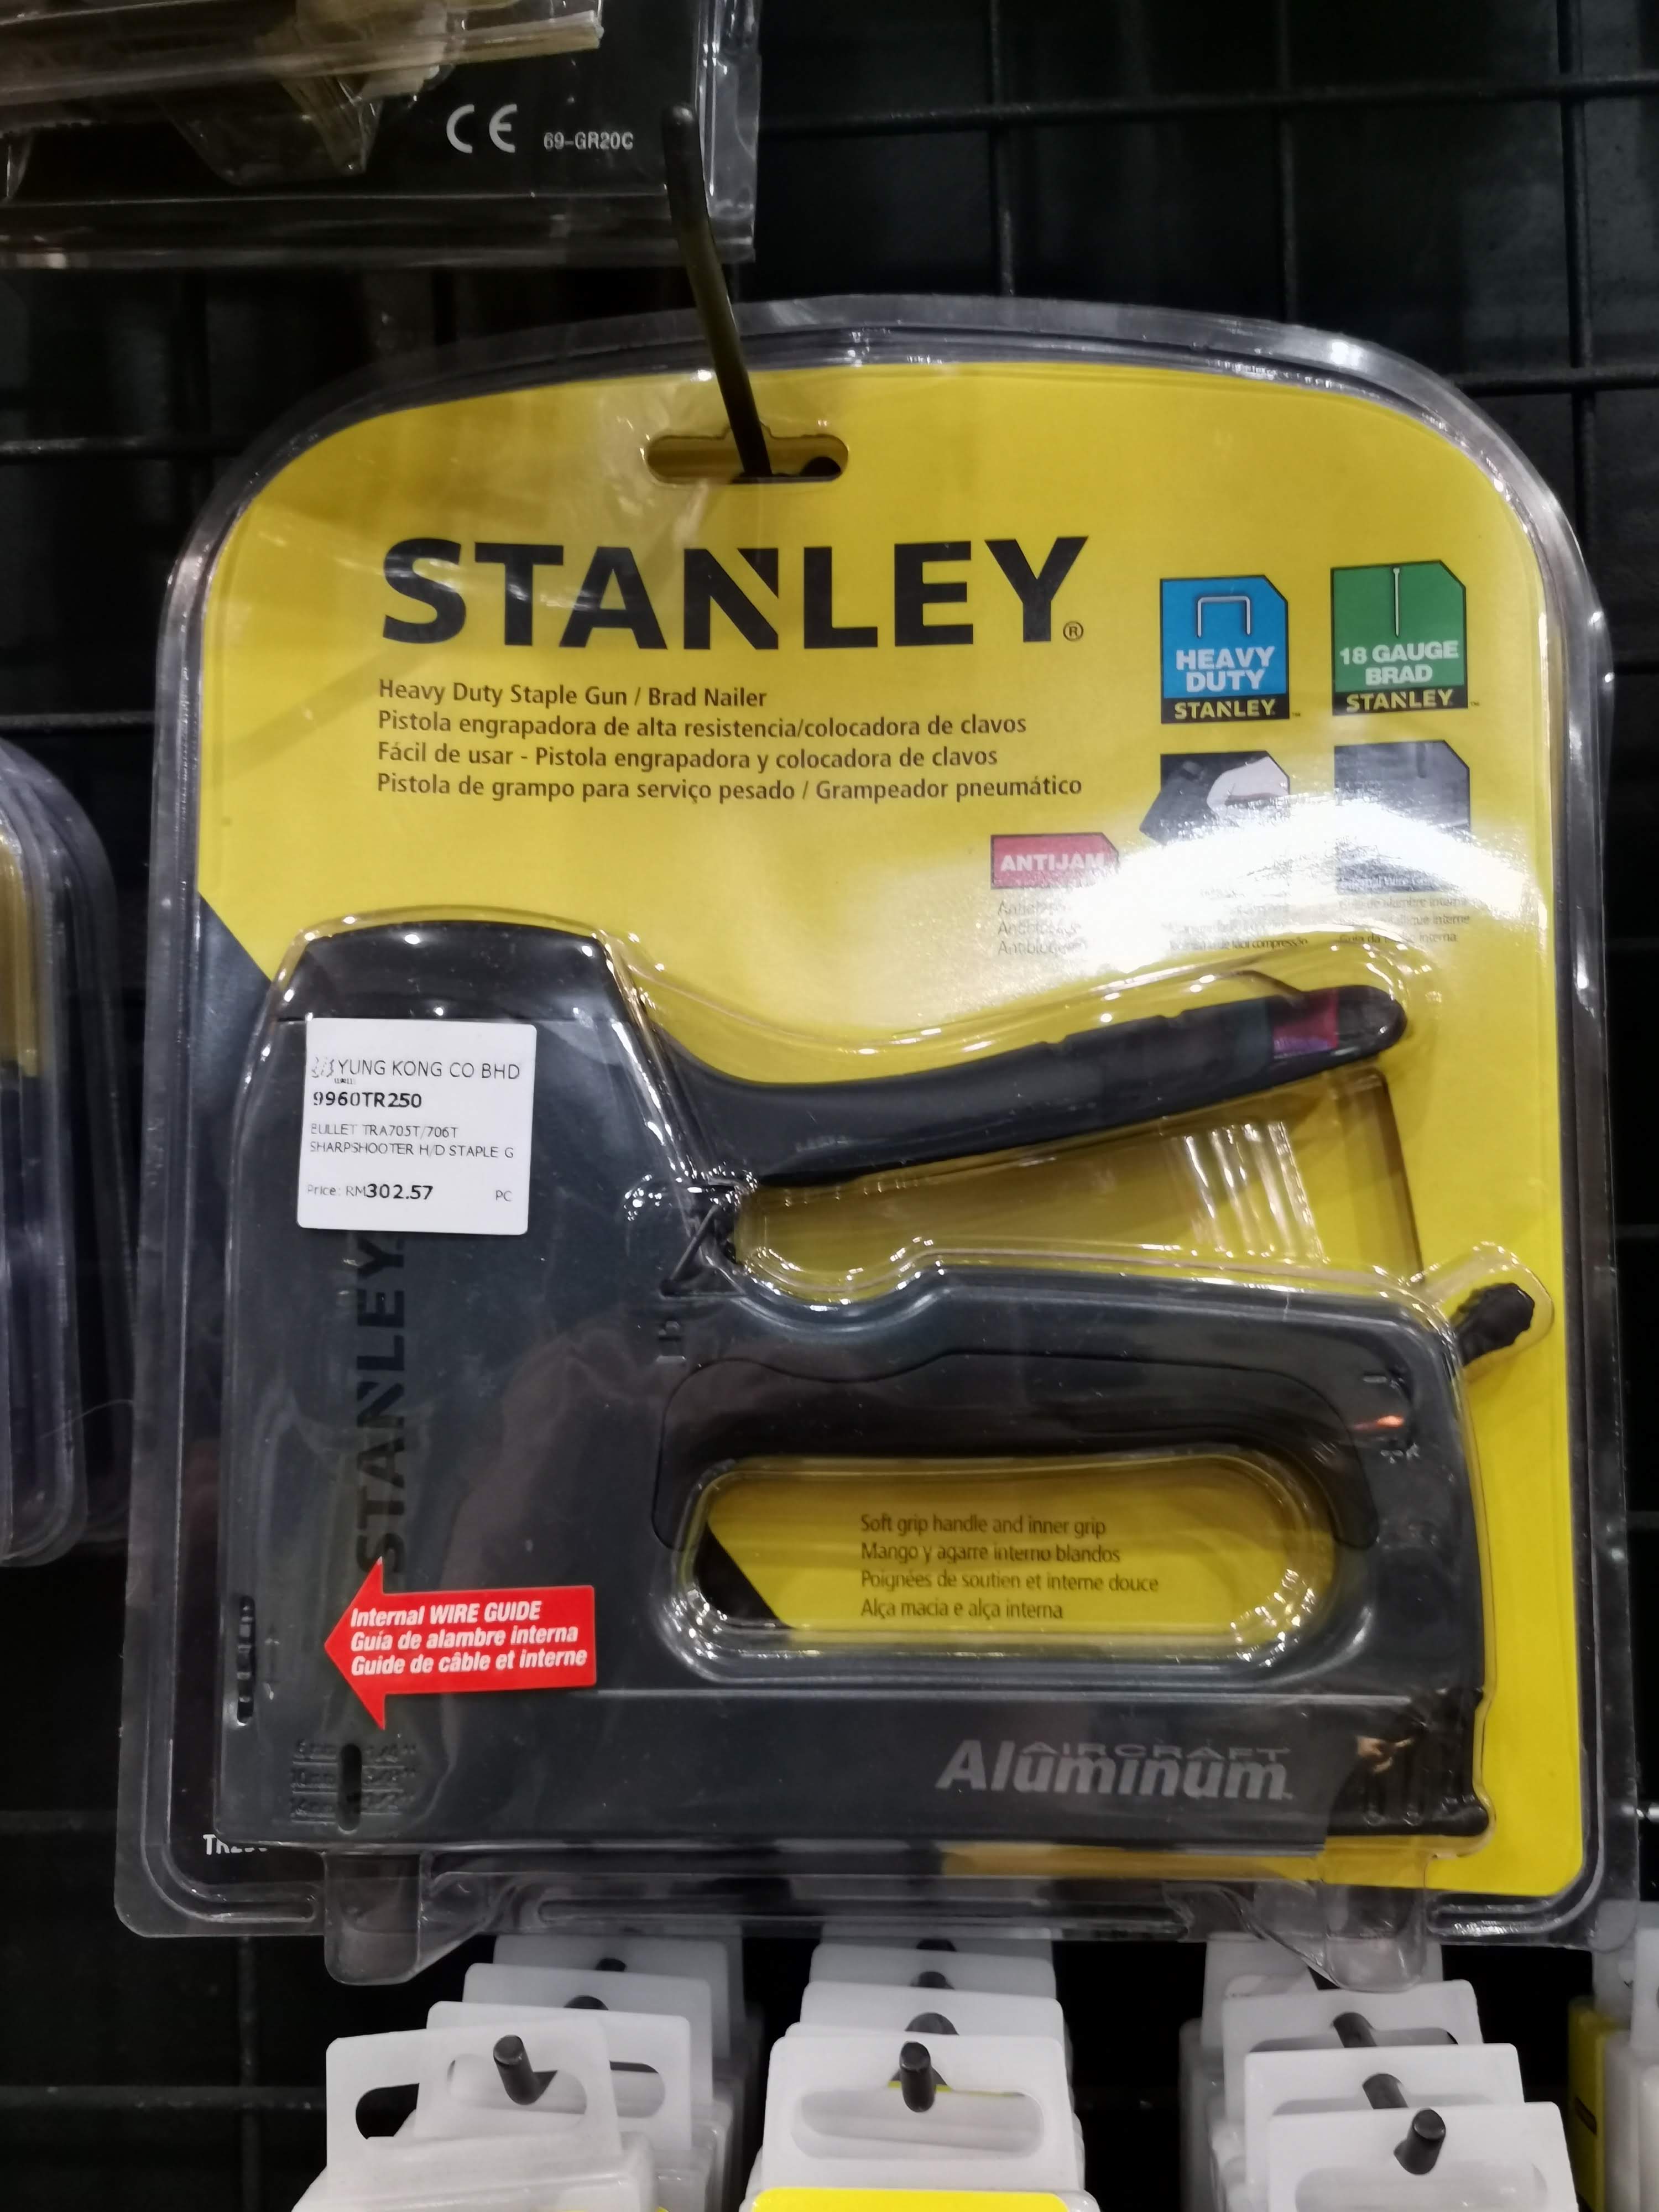 CE 69-GR20C
STANLEY®
Heavy Duty Staple Gun / Brad Nailer
Pistola engrapadora de alta resistencia/colocadora de clavos
Fácil de usar - Pistola engrapadora y colocadora de clavos
Pistola de grampo para serviço pesado / Grampeador pneumático
HEAVY
DUTY
STANLEY
18 GAUGE
BRAD
STANLEY
ANTIJAM
YUNG KONG CO BHD
9960TR250
BULLET TRA705T/706T
SHARPSHOOTER H/D STAPLE G
Price: RM302.57 PC
STANLEY
Soft grip handle and inner grip
Mango y agarre interno blandos
Poignées de soutien et interne douce
Alça macia e alça interna
Internal WIRE GUIDE
Guía de alambre interna
Guide de câble et interne
AIRCRAFT
Aluminum